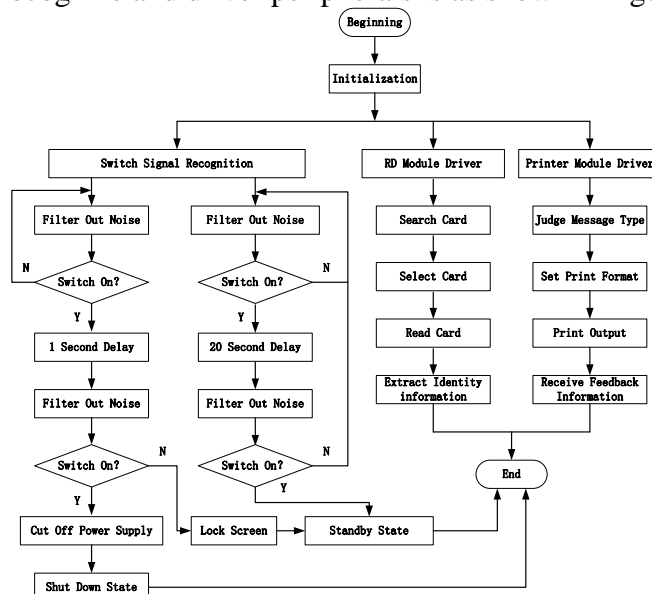 Beginning
Initialization
Switch Signal Recognition
RD Module Driver
Printer Module Driver
Filter Out Noise
Filter Out Noise
Search Card
Judge Message Type
N
Switch On?
Switch On?
N
Select Card
Set Print Format
Y
Y
1 Second Delay
20 Second Delay
Read Card
Print Output
Filter Out Noise
Filter Out Noise
Extract Identity
information
Receive Feedback
Information
Switch On?
N
Switch On?
N
End
Y
Y
Cut Off Power Supply
Lock Screen
Standby State
Shut Down State